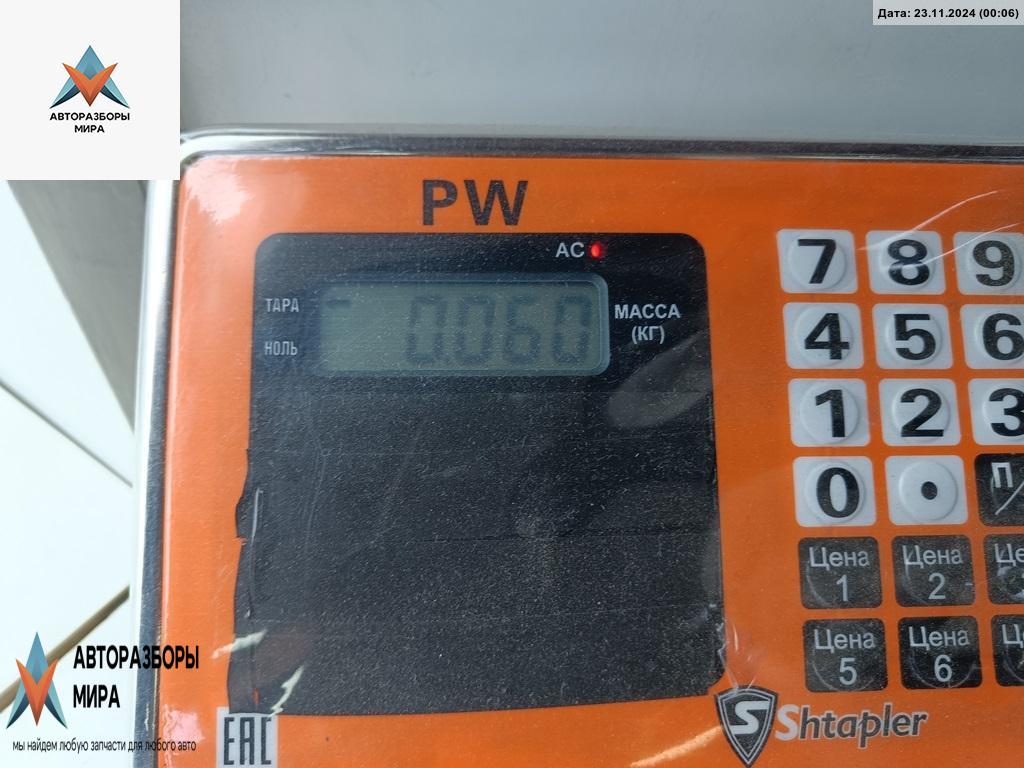 Дата: 23.11.2024 (00:06)
АВТОРАЗБОРЫ
МИРА
PW
AC
ТАРА
НОЛЬ
0.060
МАССА
(КГ)
7 8 9
4 5 6
1 2 3
0 .
Цена 1
Цена 2
Цена 5
Цена 6
Shtapler
EAC
АВТОРАЗБОРЫ
МИРА
мы найдем любую запчасти для любого авто